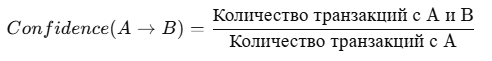 Confidence(A → B) = Количество транзакций с A и B
Количество транзакций с A